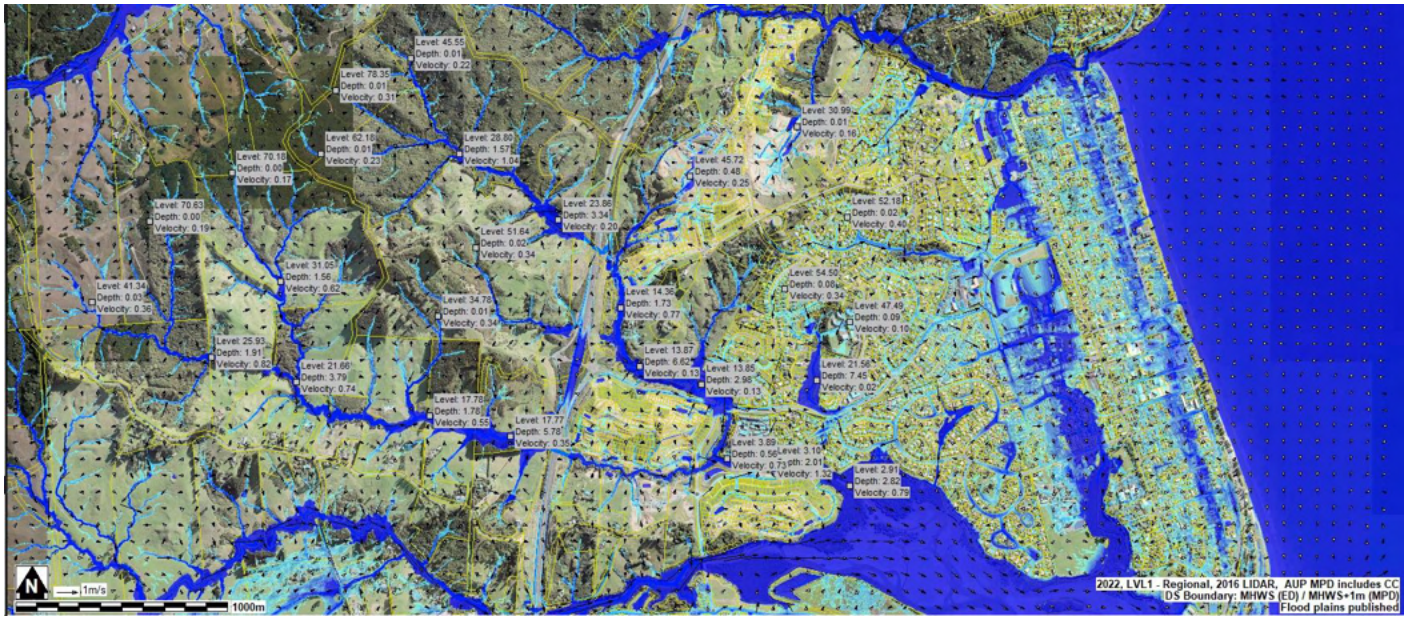 Level: 45.55
Depth: 0.01
Velocity: 0.22
Level: 78.35
Depth: 0.01
Velocity: 0.31
Level: 30.99
Depth: 0.01
Velocity: 0.16
Level: 62.18
Depth: 0.01
Velocity: 0.23
Level: 28.80
Depth: 1.57
Velocity: 1.04
Level: 70.18
Depth: 0.00
Velocity: 0.17
Level: 45.72
Depth: 0.48
Velocity: 0.25
Level: 70.63
Depth: 0.00
Velocity: 0.19
Level: 23.86
Depth: 3.34
Velocity: 0.20
Level: 52.18
Depth: 0.02
Velocity: 0.40
Level: 51.64
Depth: 0.02
Velocity: 0.34
Level: 31.05
Depth: 1.56
Velocity: 0.62
Level: 54.50
Depth: 0.08
Velocity: 0.34
Level: 41.34
Depth: 0.03
Velocity: 0.36
Level: 14.36
Depth: 1.73
Velocity: 0.77
Level: 34.78
Depth: 0.01
Velocity: 0.34
Level: 47.49
Depth: 0.09
Velocity: 0.10
Level: 25.93
Depth: 1.91
Velocity: 0.82
Level: 13.87
Depth: 6.62
Velocity: 0.13
Level: 21.66
Depth: 3.79
Velocity: 0.74
Level: 13.85
Depth: 2.98
Velocity: 0.13
Level: 21.56
Depth: 7.45
Velocity: 0.02
Level: 17.78
Depth: 1.78
Velocity: 0.55
Level: 17.77
Depth: 5.78
Velocity: 0.35
Level: 3.89
Depth: 0.56
Velocity: 0.73
Level: 3.10
pth: 2.01
Velocity: 1.32
Level: 2.91
Depth: 2.82
Velocity: 0.79
N
1m/s
1000m
2022, LVL1 - Regional, 2016 LIDAR, AUP MPD includes CC
DS Boundary: MHWS (ED) / MHWS+1m (MPD)
Flood plains published